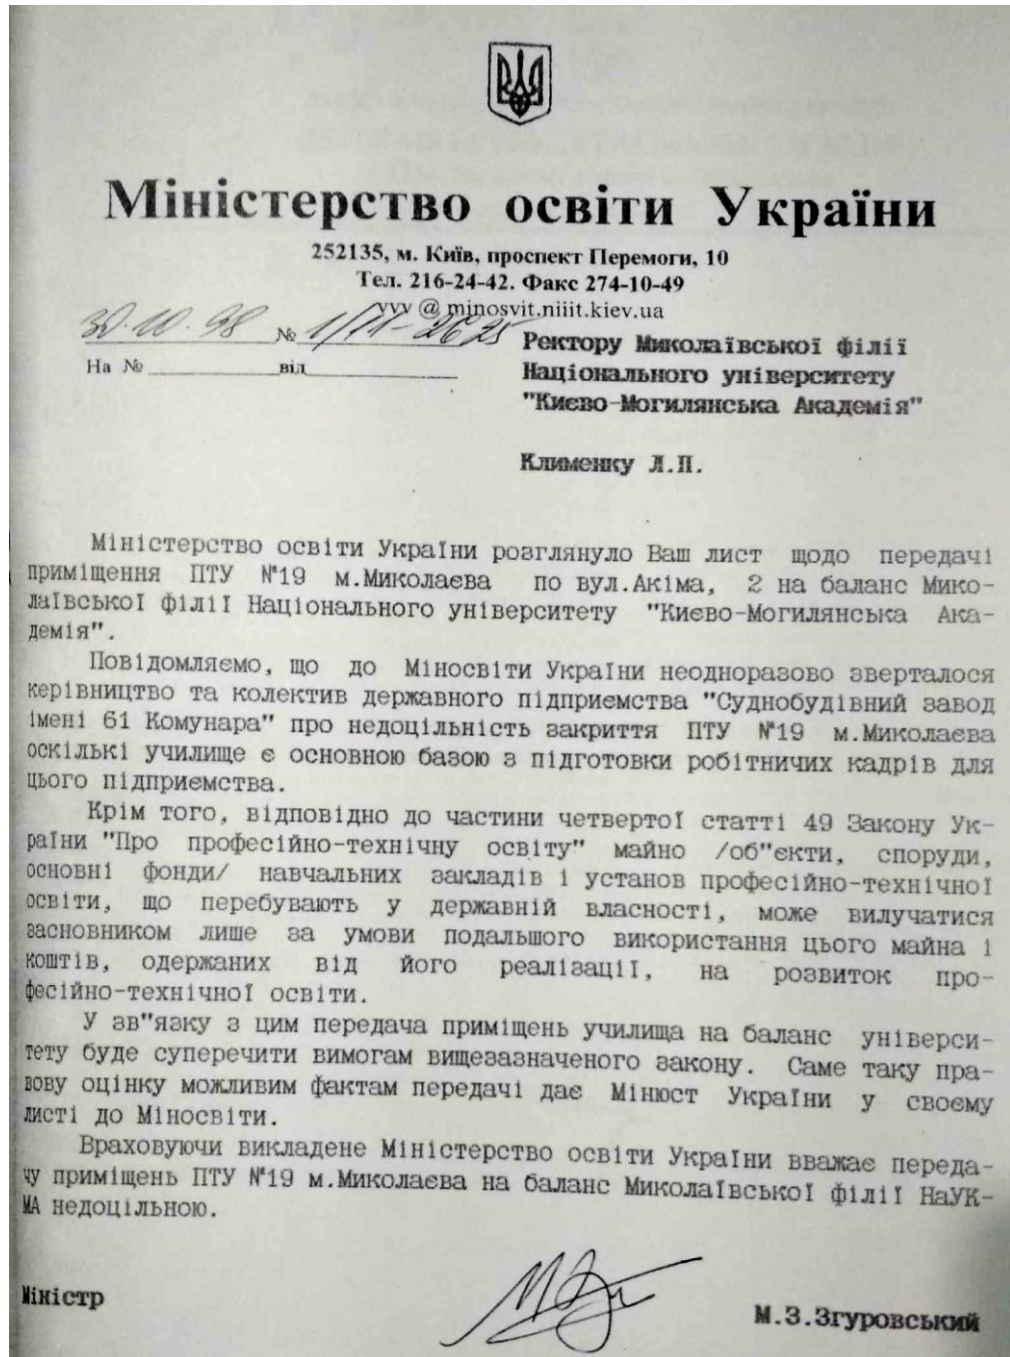 Міністерство освіти України
252135, м. Київ, проспект Перемоги, 10
Тел. 216-24-42. Факс 274-10-49
vvv @ minosvit.niiit.kiev.ua
30.10.98 № 1/11-2625
На № від
Ректору Миколаївської філії
Національного університету
"Києво-Могилянська Академія"
Клименку Л.П.
Міністерство освіти України розглянуло Ваш лист щодо передачі
приміщення ПТУ №19 м.Миколаєва по вул.Акіма, 2 на баланс Мико-
лаївської філії Національного університету "Києво-Могилянська Ака-
демія".
Повідомляємо, що до Міносвіти України неодноразово зверталося
керівництво та колектив державного підприємства "Суднобудівний завод
імені 61 Комунара" про недоцільність закриття ПТУ №19 м.Миколаєва
оскількі училище є основною базою з підготовки робітничих кадрів для
цього підприємства.
Крім того, відповідно до частини четвертої статті 49 Закону Ук-
раїни "Про професійно-технічну освіту" майно /об"єкти, споруди,
основні фонди/ навчальних закладів і установ професійно-технічної
освіти, що перебувають у державній власності, може вилучатися
засновником лише за умови подальшого використання цього майна і
коштів, одержаних від його реалізації, на розвиток про-
фесійно-технічної освіти.
У зв"язку з цим передача приміщень училища на баланс універси-
тету буде суперечити вимогам вищезазначеного закону. Саме таку пра-
вову оцінку можливим фактам передачі дає Мінюст України у своєму
листі до Міносвіти.
Враховуючи викладене Міністерство освіти України вважає переда-
чу приміщень ПТУ №19 м.Миколаєва на баланс Миколаївської філії НаУК-
МА недоцільною.
Міністр
М.З.Згуровський